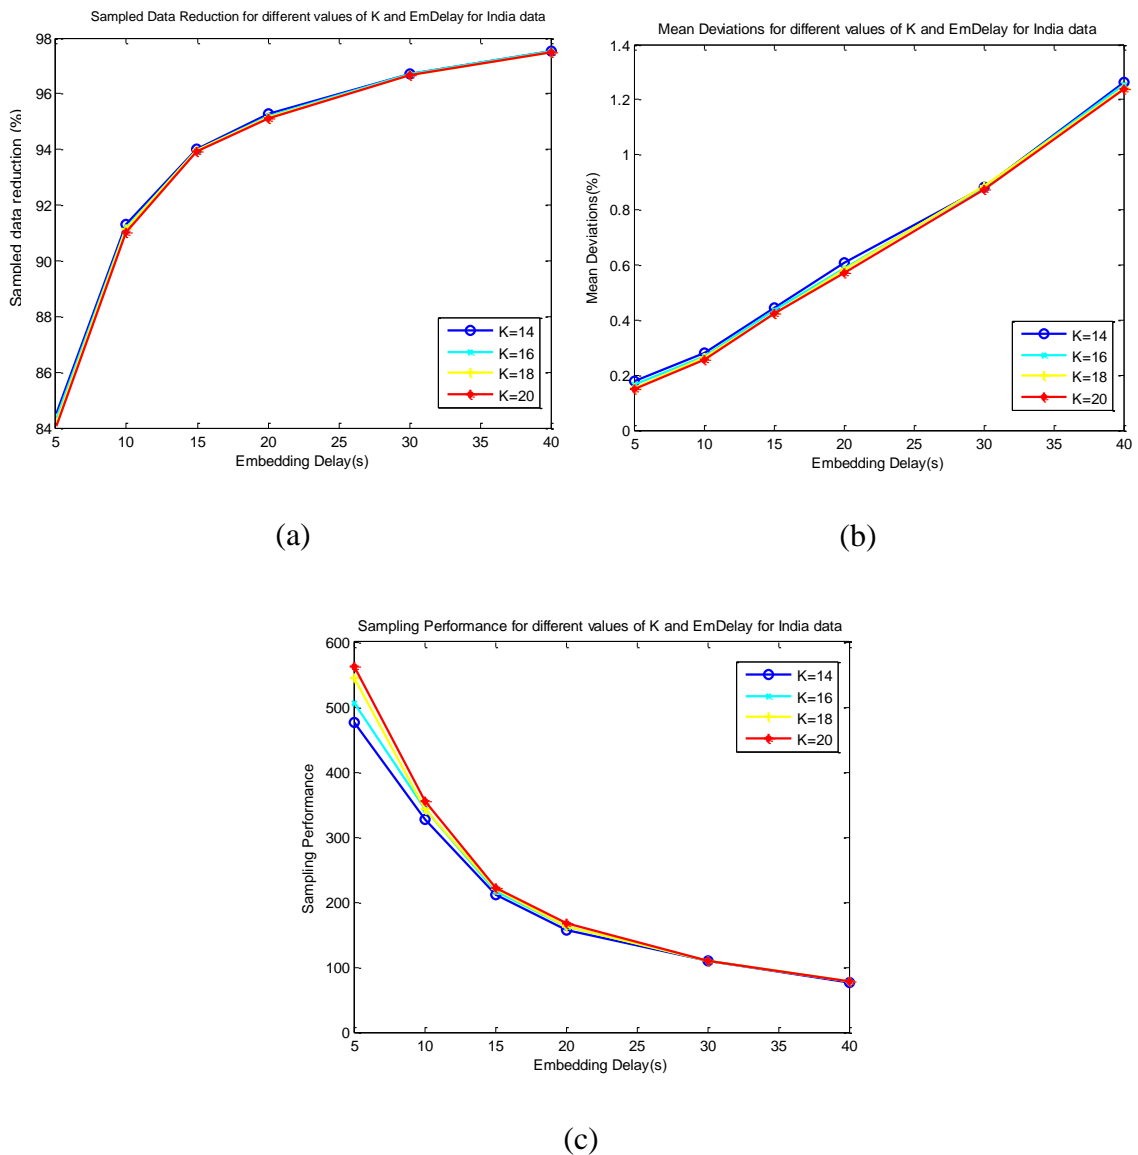 Sampled Data Reduction for different values of K and EmDelay for India data
98
96
94
92
90
88
86
84
Sampled data reduction (%)
K=14
K=16
K=18
K=20
5 10 15 20 25 30 35 40
Embedding Delay(s)
(a)
Mean Deviations for different values of K and EmDelay for India data
1.4
1.2
1
0.8
0.6
0.4
0.2
0
Mean Deviations(%)
K=14
K=16
K=18
K=20
5 10 15 20 25 30 35 40
Embedding Delay(s)
(b)
Sampling Performance for different values of K and EmDelay for India data
600
500
400
300
200
100
0
Sampling Performance
K=14
K=16
K=18
K=20
5 10 15 20 25 30 35 40
Embedding Delay(s)
(c)